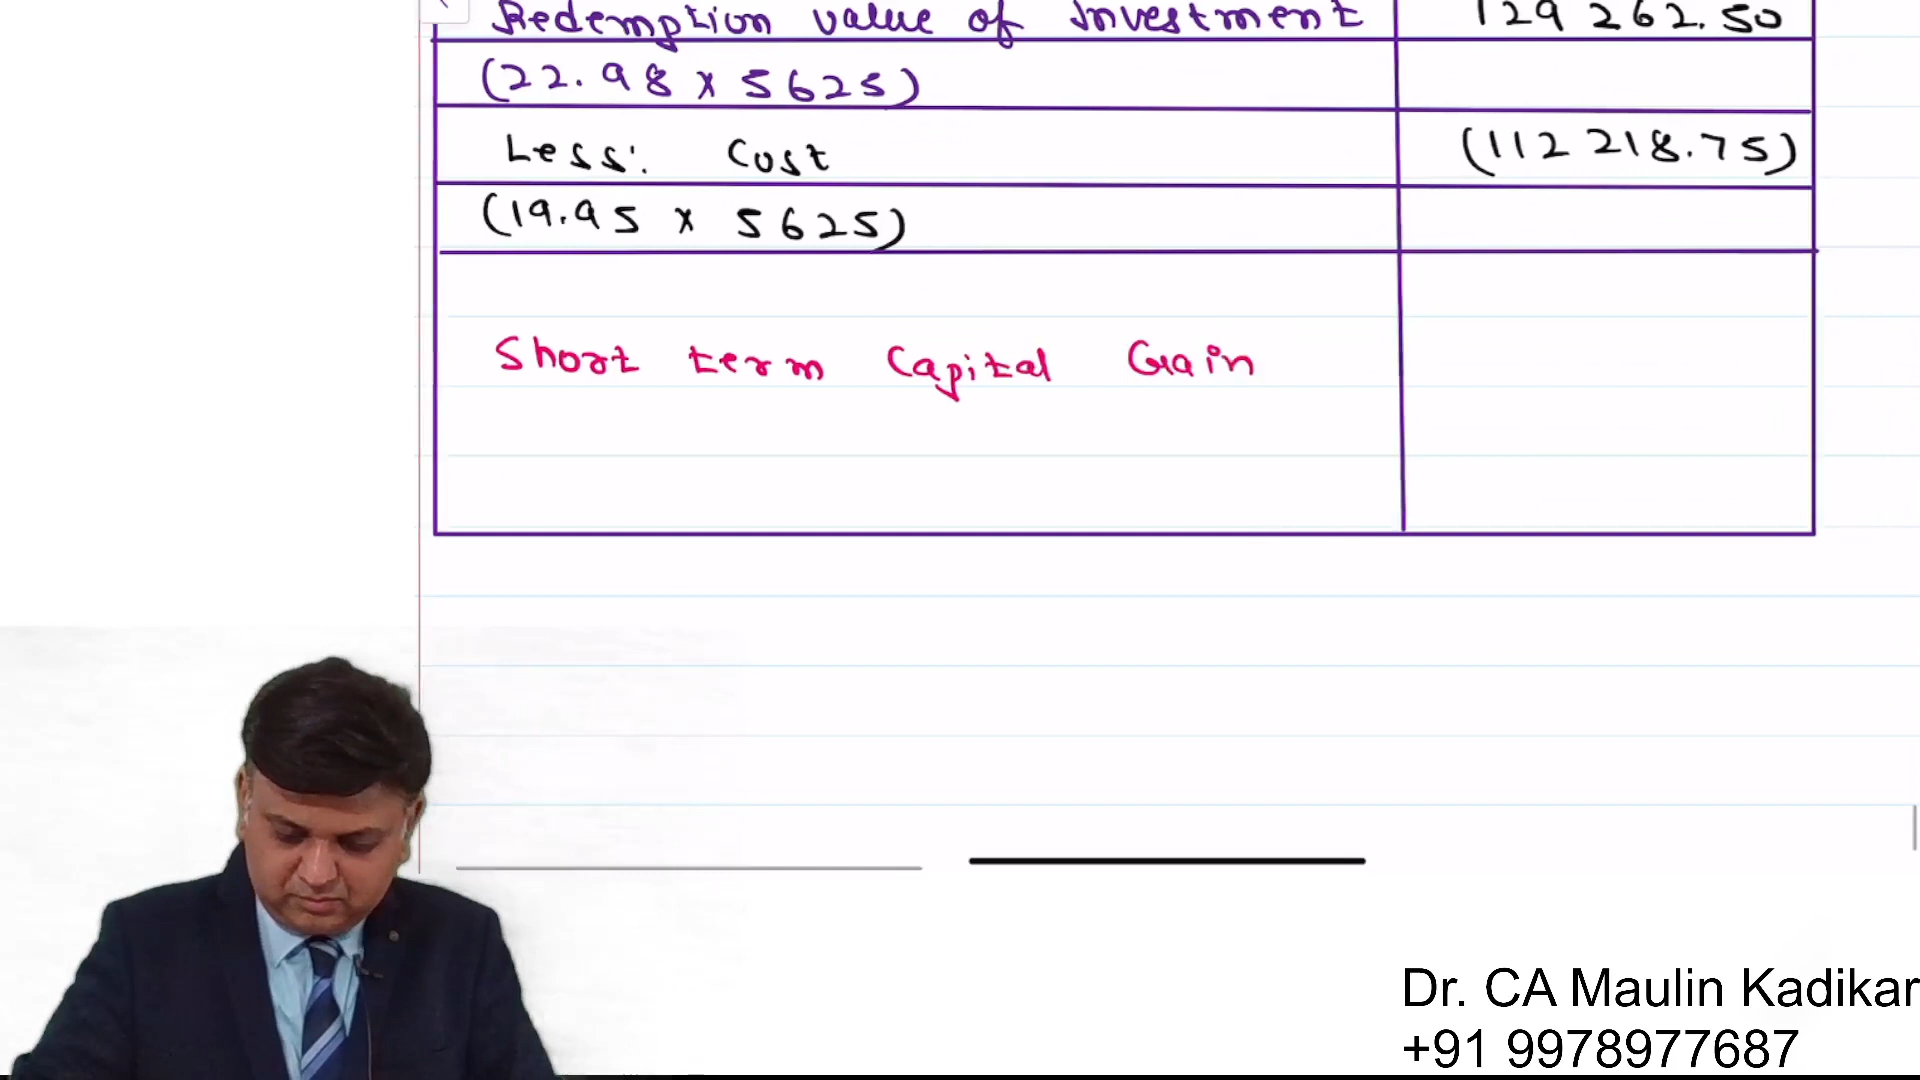 Redemption value of Investment 129 262.50
(22.98 x 5625)
Less: Cost (112 218.75)
(19.95 x 5625)
Short term Capital Gain
Dr. CA Maulin Kadikar
+91 9978977687